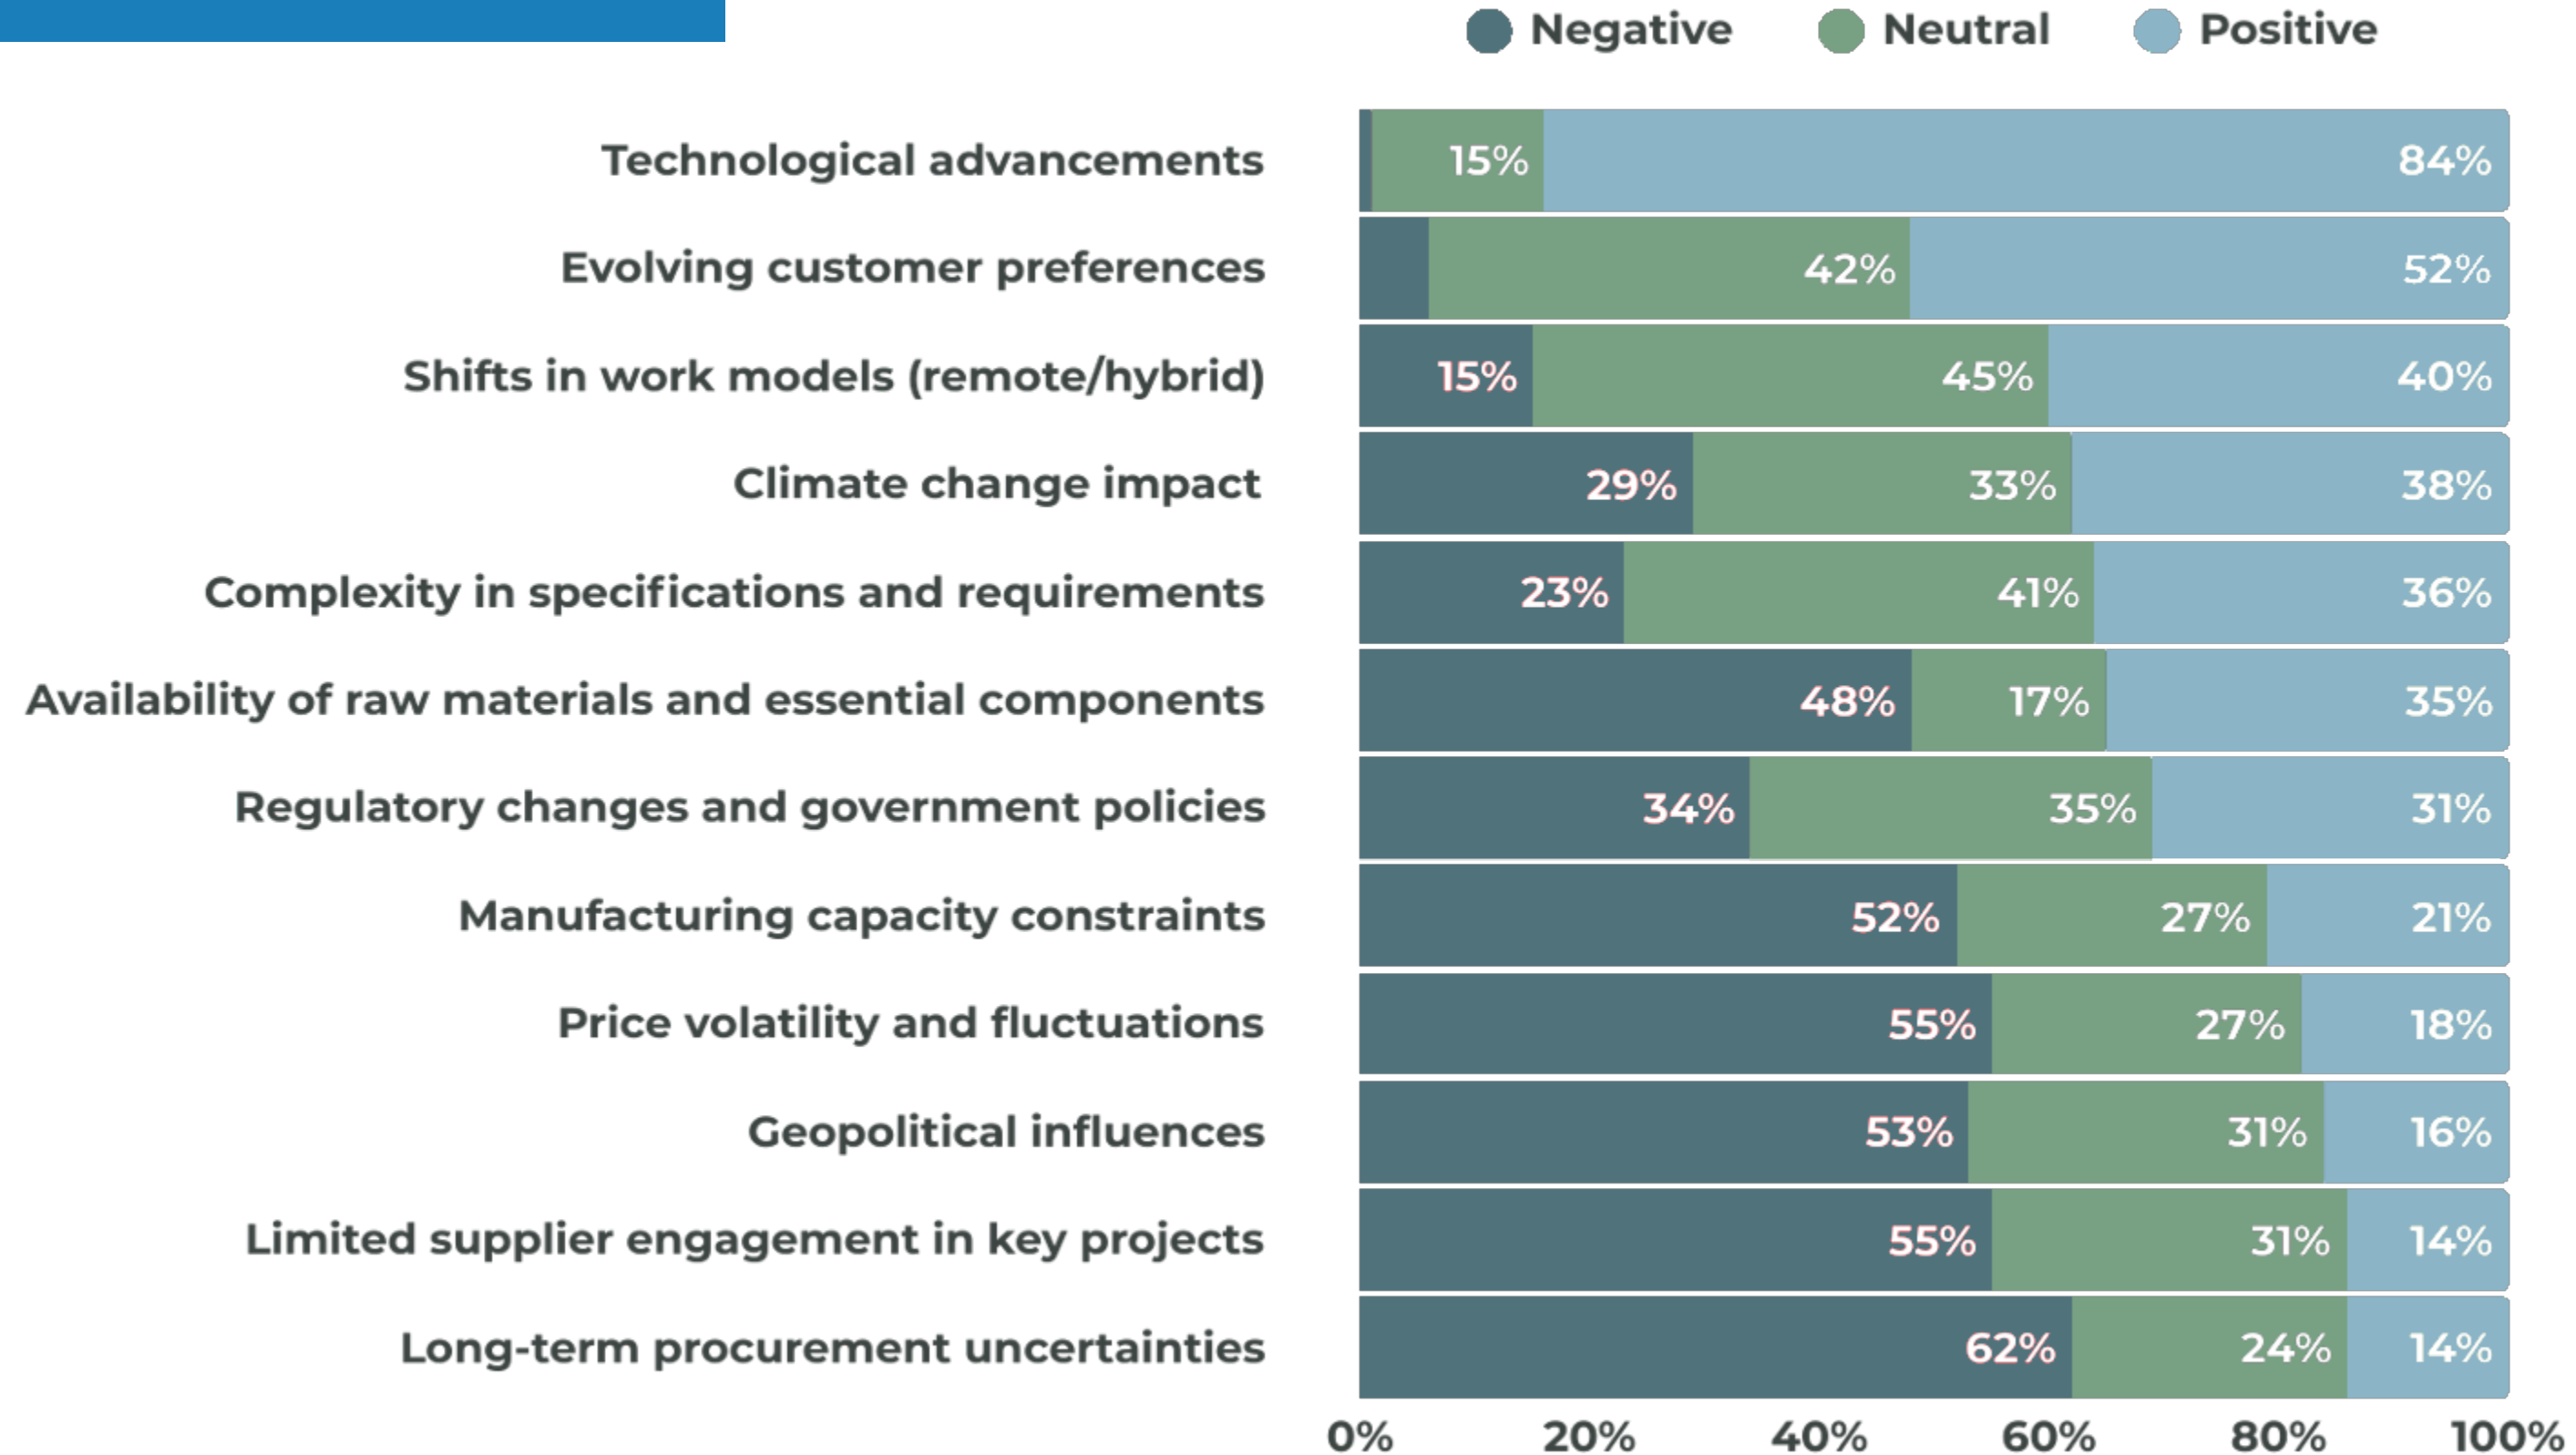 Negative Neutral Positive
Technological advancements 15% 84%
Evolving customer preferences 42% 52%
Shifts in work models (remote/hybrid) 15% 45% 40%
Climate change impact 29% 33% 38%
Complexity in specifications and requirements 23% 41% 36%
Availability of raw materials and essential components 48% 17% 35%
Regulatory changes and government policies 34% 35% 31%
Manufacturing capacity constraints 52% 27% 21%
Price volatility and fluctuations 55% 27% 18%
Geopolitical influences 53% 31% 16%
Limited supplier engagement in key projects 55% 31% 14%
Long-term procurement uncertainties 62% 24% 14%
0% 20% 40% 60% 80% 100%